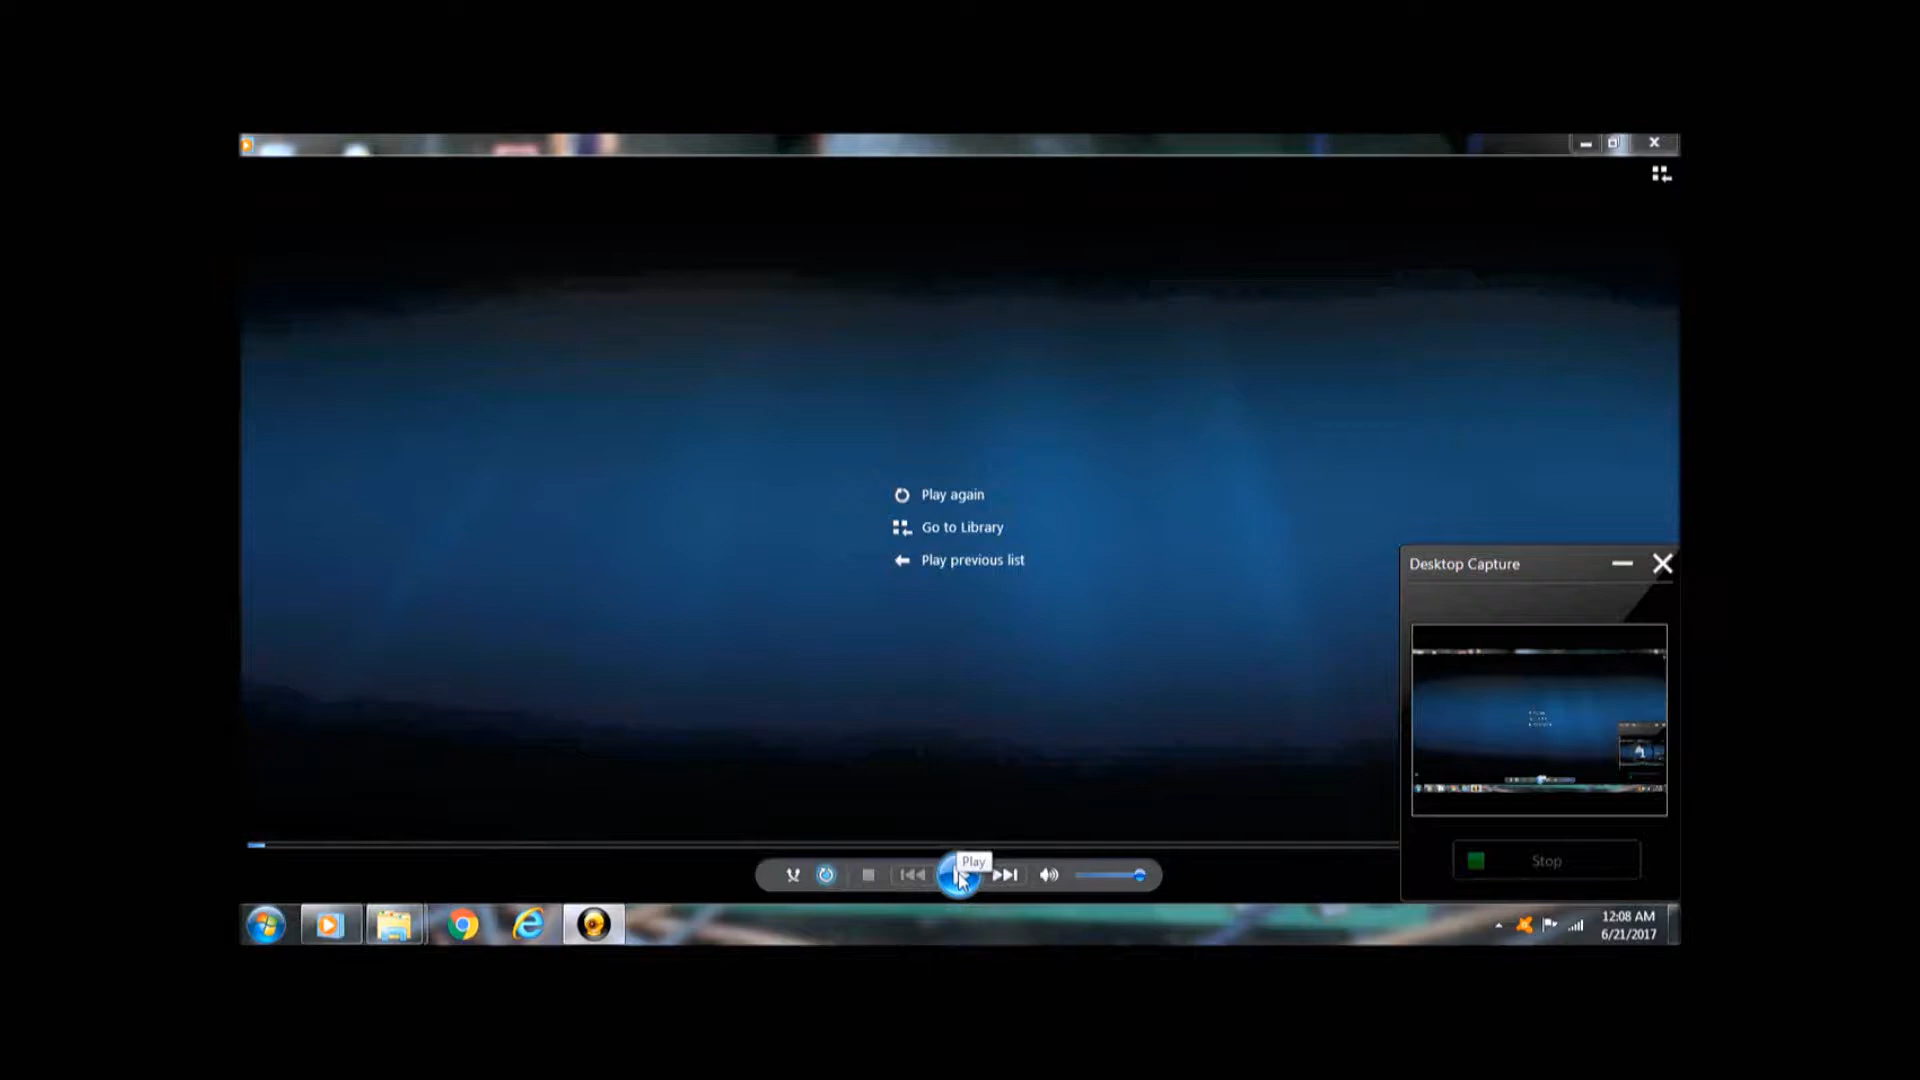 Play again
Go to Library
Play previous list
Desktop Capture
Stop
Play
12:08 AM
6/21/2017